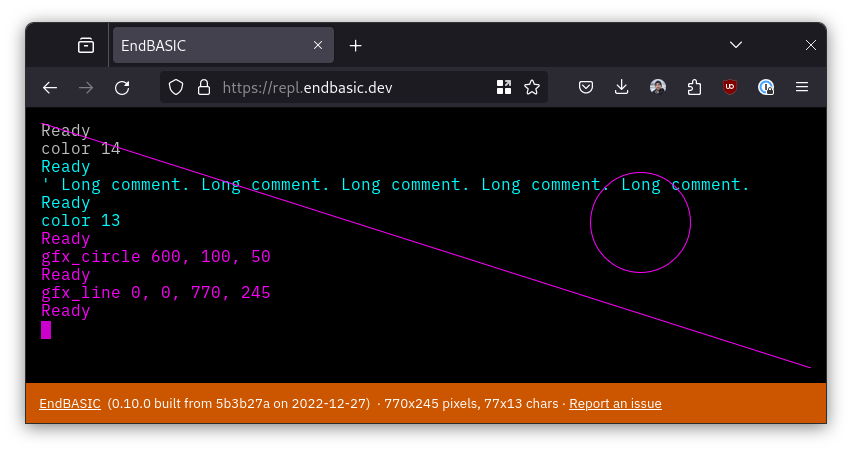 EndBASIC
https://repl.endbasic.dev
Ready
color 14
Ready
' Long comment. Long comment. Long comment. Long comment. Long comment.
Ready
color 13
Ready
gfx_circle 600, 100, 50
Ready
gfx_line 0, 0, 770, 245
Ready
EndBASIC (0.10.0 built from 5b3b27a on 2022-12-27) · 770x245 pixels, 77x13 chars · Report an issue